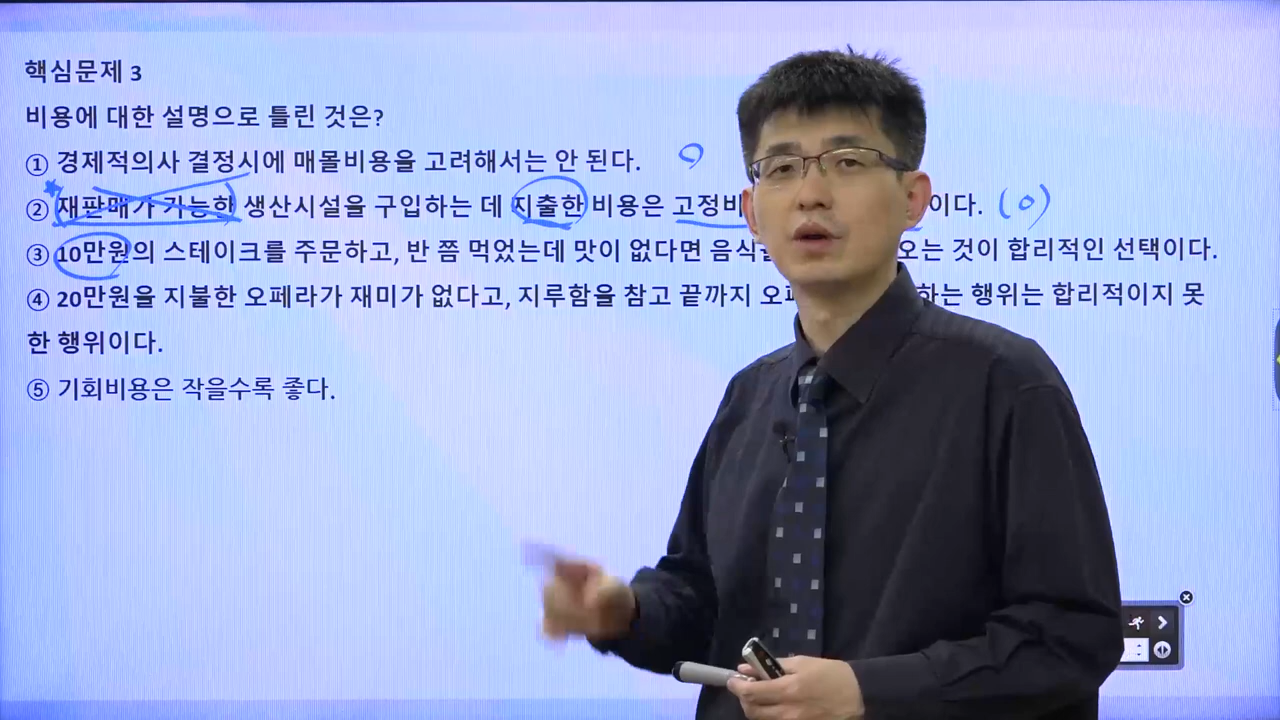 핵심문제 3
비용에 대한 설명으로 틀린 것은?
① 경제적의사 결정시에 매몰비용을 고려해서는 안 된다.
② 재판매가 가능한 생산시설을 구입하는 데 지출한 비용은 고정비 이다. (0)
③ 10만원의 스테이크를 주문하고, 반 쯤 먹었는데 맛이 없다면 오는 것이 합리적인 선택이다.
④ 20만원을 지불한 오페라가 재미가 없다고, 지루함을 참고 끝까지 하는 행위는 합리적이지 못
한 행위이다.
⑤ 기회비용은 작을수록 좋다.